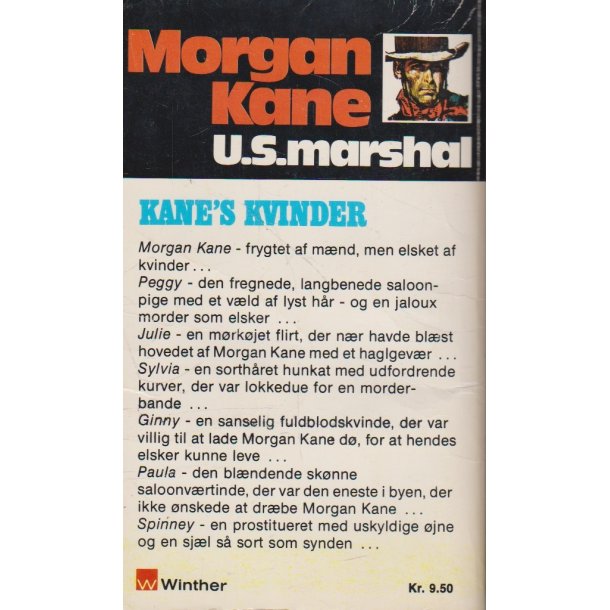 Morgan
Kane
U.S.marshal
KANE'S KVINDER
Morgan Kane - frygtet af mænd, men elsket af
kvinder ...
Peggy - den fregnede, langbenede saloon-
pige med et væld af lyst hår - og en jaloux
morder som elsker ...
Julie - en mørkøjet flirt, der nær havde blæst
hovedet af Morgan Kane med et haglgevær ...
Sylvia - en sorthåret hunkat med udfordrende
kurver, der var lokkedue for en morder-
bande ...
Ginny - en sanselig fuldblodskvinde, der var
villig til at lade Morgan Kane dø, for at hendes
elsker kunne leve ...
Paula - den blændende skønne
saloonværtinde, der var den eneste i byen, der
ikke ønskede at dræbe Morgan Kane ...
Spinney - en prostitueret med uskyldige øjne
og en sjæl så sort som synden ...
W Winther
Kr. 9.50